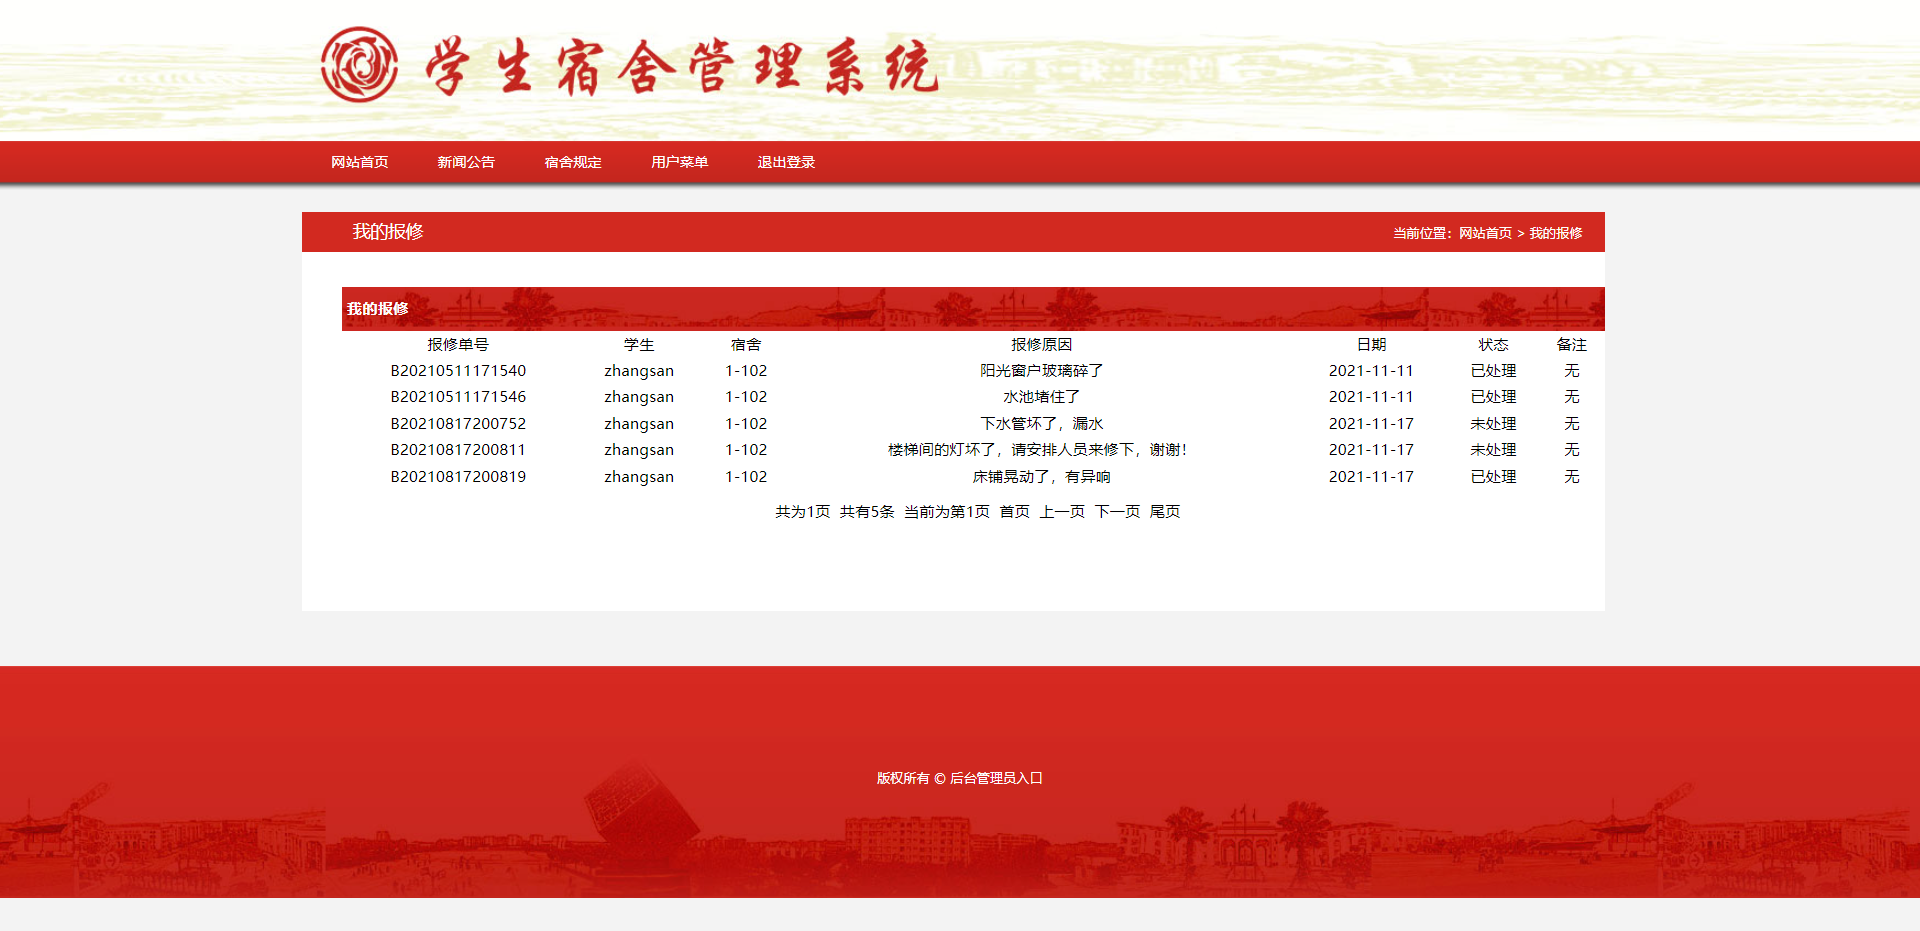 学生宿舍管理系统
网站首页 新闻公告 宿舍规定 用户菜单 退出登录
我的报修 当前位置：网站首页 > 我的报修
我的报修
报修单号 学生 宿舍 报修原因 日期 状态 备注
B20210511171540 zhangsan 1-102 阳光窗户玻璃碎了 2021-11-11 已处理 无
B20210511171546 zhangsan 1-102 水池堵住了 2021-11-11 已处理 无
B20210817200752 zhangsan 1-102 下水管坏了，漏水 2021-11-17 未处理 无
B20210817200811 zhangsan 1-102 楼梯间的灯坏了，请安排人员来修下，谢谢！ 2021-11-17 未处理 无
B20210817200819 zhangsan 1-102 床铺晃动了，有异响 2021-11-17 已处理 无
共为1页 共有5条 当前为第1页 首页 上一页 下一页 尾页
版权所有 © 后台管理员入口